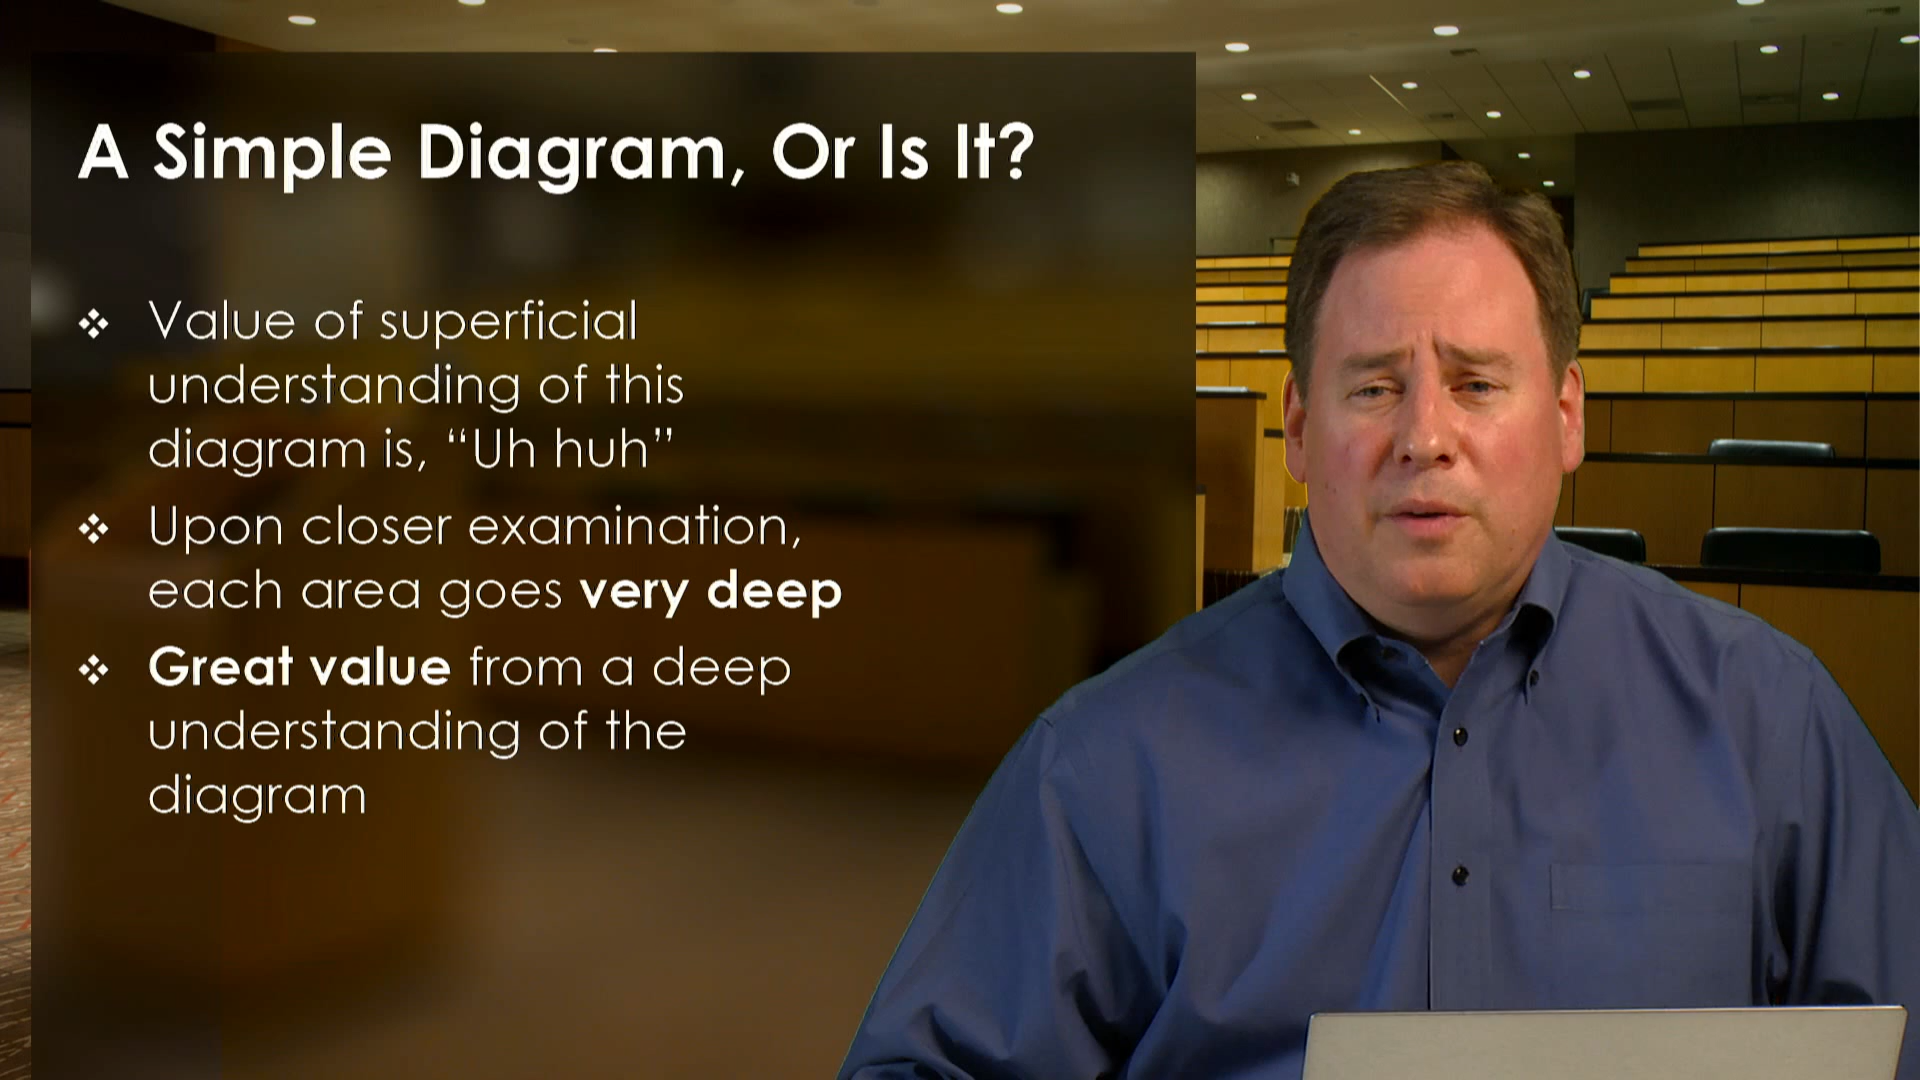 A Simple Diagram, Or Is It?
❖ Value of superficial
understanding of this
diagram is, “Uh huh”
❖ Upon closer examination,
each area goes very deep
❖ Great value from a deep
understanding of the
diagram